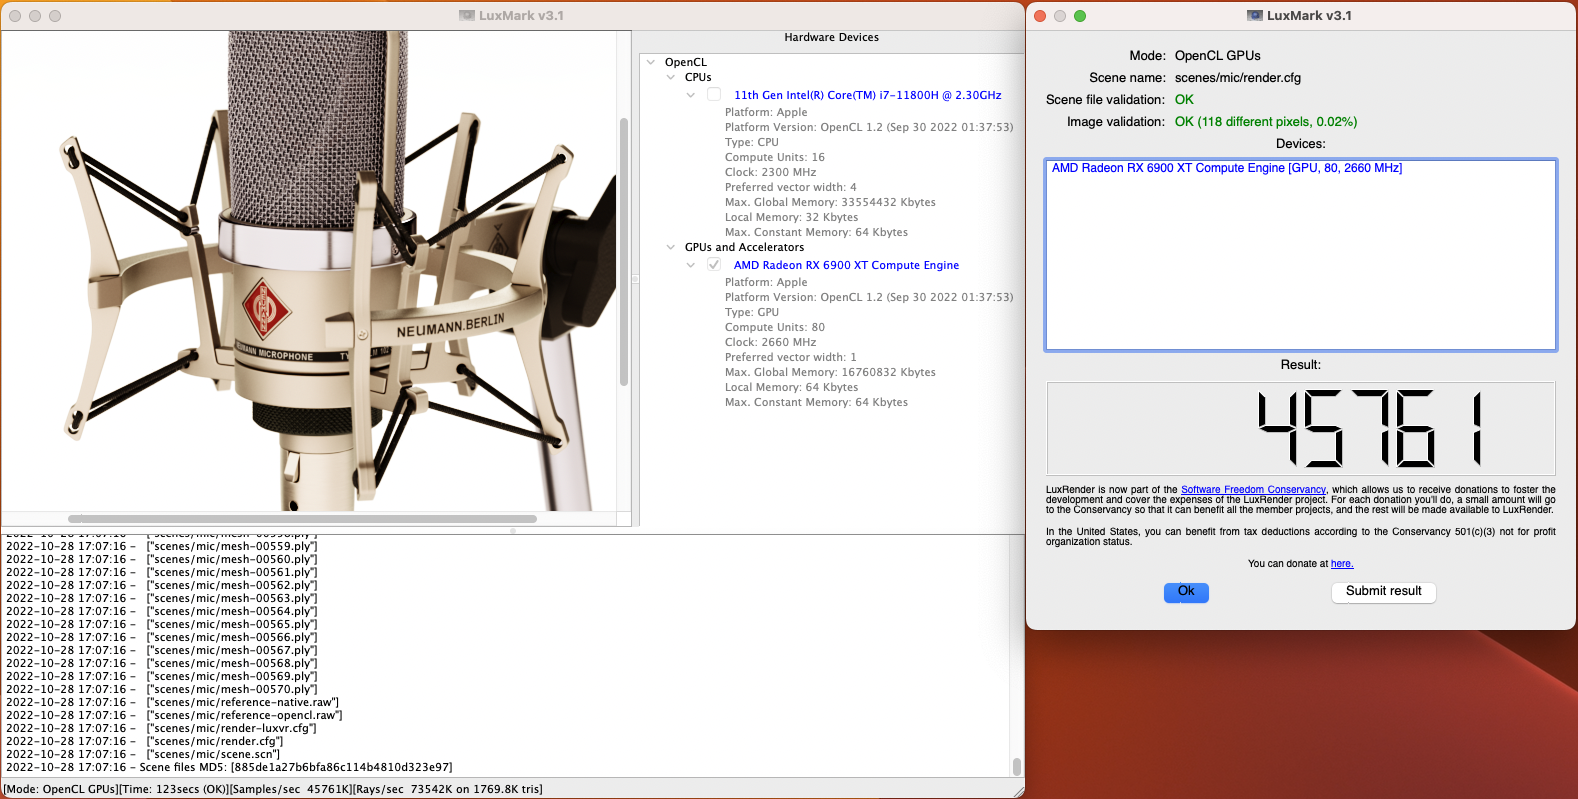 LuxMark v3.1
NEUMANN.BERLIN
NEUMANN MICROPHONE
Hardware Devices
OpenCL
CPUs
11th Gen Intel(R) Core(TM) i7-11800H @ 2.30GHz
Platform: Apple
Platform Version: OpenCL 1.2 (Sep 30 2022 01:37:53)
Type: CPU
Compute Units: 16
Clock: 2300 MHz
Preferred vector width: 4
Max. Global Memory: 33554432 Kbytes
Local Memory: 32 Kbytes
Max. Constant Memory: 64 Kbytes
GPUs and Accelerators
AMD Radeon RX 6900 XT Compute Engine
Platform: Apple
Platform Version: OpenCL 1.2 (Sep 30 2022 01:37:53)
Type: GPU
Compute Units: 80
Clock: 2660 MHz
Preferred vector width: 1
Max. Global Memory: 16760832 Kbytes
Local Memory: 64 Kbytes
Max. Constant Memory: 64 Kbytes
2022-10-28 17:07:16 - ["scenes/mic/mesh-00558.ply"]
2022-10-28 17:07:16 - ["scenes/mic/mesh-00559.ply"]
2022-10-28 17:07:16 - ["scenes/mic/mesh-00560.ply"]
2022-10-28 17:07:16 - ["scenes/mic/mesh-00561.ply"]
2022-10-28 17:07:16 - ["scenes/mic/mesh-00562.ply"]
2022-10-28 17:07:16 - ["scenes/mic/mesh-00563.ply"]
2022-10-28 17:07:16 - ["scenes/mic/mesh-00564.ply"]
2022-10-28 17:07:16 - ["scenes/mic/mesh-00565.ply"]
2022-10-28 17:07:16 - ["scenes/mic/mesh-00566.ply"]
2022-10-28 17:07:16 - ["scenes/mic/mesh-00567.ply"]
2022-10-28 17:07:16 - ["scenes/mic/mesh-00568.ply"]
2022-10-28 17:07:16 - ["scenes/mic/mesh-00569.ply"]
2022-10-28 17:07:16 - ["scenes/mic/mesh-00570.ply"]
2022-10-28 17:07:16 - ["scenes/mic/reference-native.raw"]
2022-10-28 17:07:16 - ["scenes/mic/reference-opencl.raw"]
2022-10-28 17:07:16 - ["scenes/mic/render-luxvr.cfg"]
2022-10-28 17:07:16 - ["scenes/mic/render.cfg"]
2022-10-28 17:07:16 - ["scenes/mic/scene.scn"]
2022-10-28 17:07:16 - Scene files MD5: [885de1a27b6bfa86c114b4810d323e97]
[Mode: OpenCL GPUs][Time: 123secs (OK)][Samples/sec 45761K][Rays/sec 73542K on 1769.8K tris]
LuxMark v3.1
Mode: OpenCL GPUs
Scene name: scenes/mic/render.cfg
Scene file validation: OK
Image validation: OK (118 different pixels, 0.02%)
Devices:
AMD Radeon RX 6900 XT Compute Engine [GPU, 80, 2660 MHz]
Result:
45761
LuxRender is now part of the Software Freedom Conservancy, which allows us to receive donations to foster the
development and cover the expenses of the LuxRender project. For each donation you'll do, a small amount will go
to the Conservancy so that it can benefit all the member projects, and the rest will be made available to LuxRender.
In the United States, you can benefit from tax deductions according to the Conservancy 501(c)(3) not for profit
organization status.
You can donate at here.
Ok
Submit result